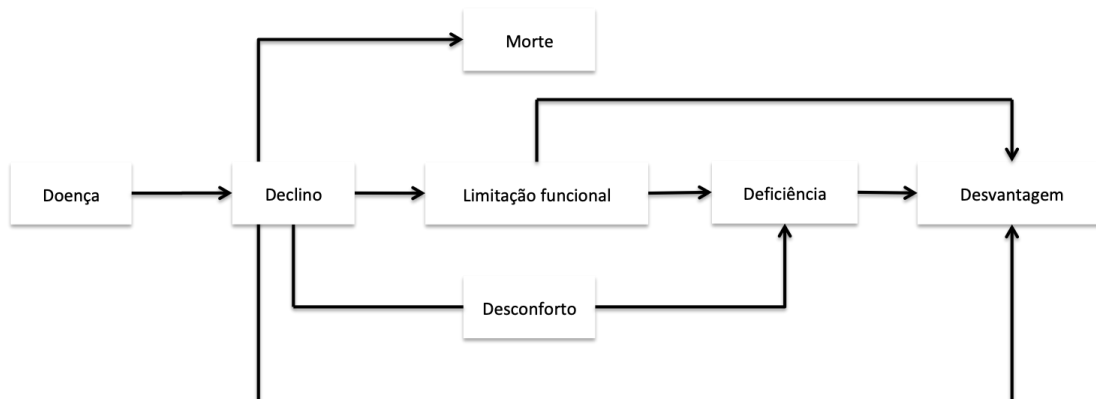 Morte
Doença
Declino
Limitação funcional
Deficiência
Desvantagem
Desconforto